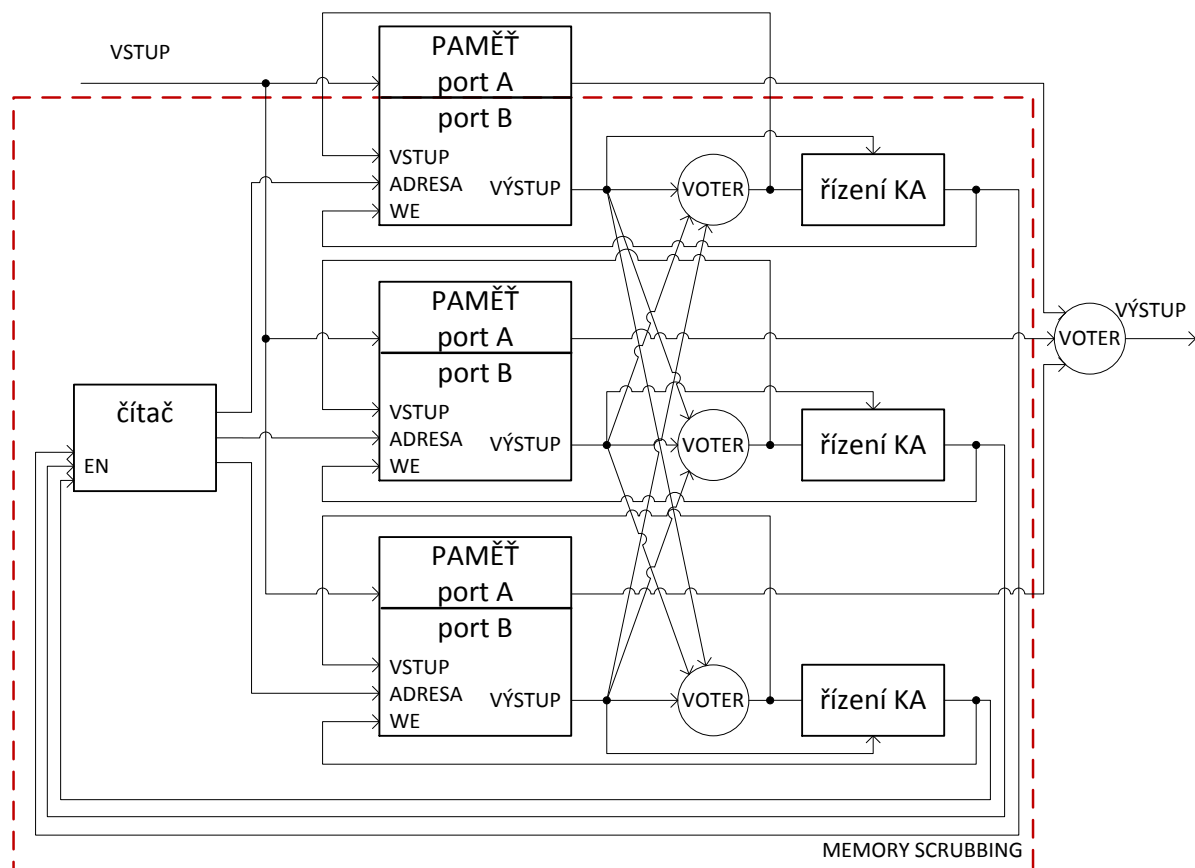 VSTUP
PAMĚŤ
port A
port B
VSTUP
ADRESA
WE
VÝSTUP
VOTER
řízení KA
PAMĚŤ
port A
port B
VSTUP
ADRESA
WE
VÝSTUP
VOTER
řízení KA
VOTER
VÝSTUP
čítač
EN
PAMĚŤ
port A
port B
VSTUP
ADRESA
WE
VÝSTUP
VOTER
řízení KA
MEMORY SCRUBBING